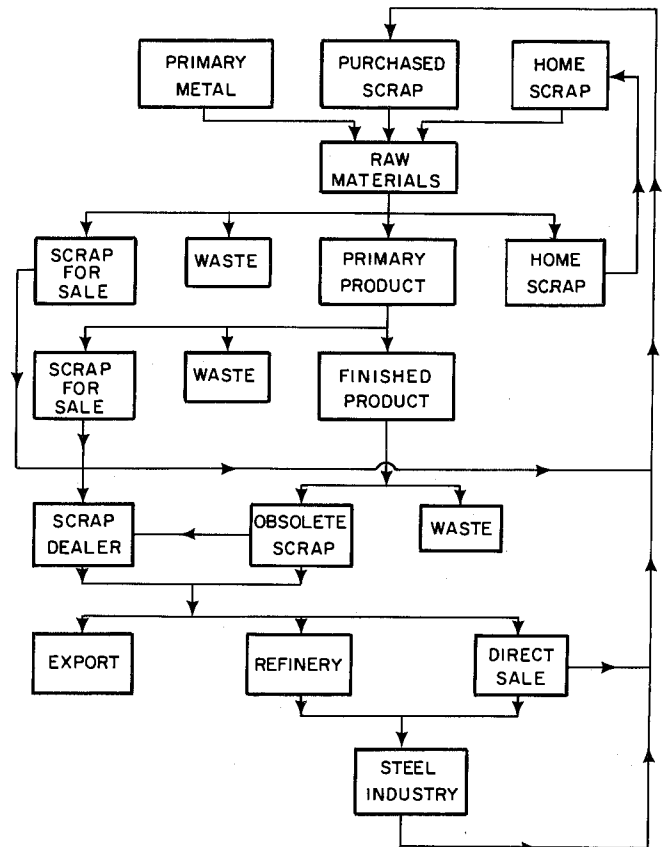 PRIMARY
METAL
PURCHASED
SCRAP
HOME
SCRAP
RAW
MATERIALS
SCRAP
FOR
SALE
WASTE
PRIMARY
PRODUCT
HOME
SCRAP
SCRAP
FOR
SALE
WASTE
FINISHED
PRODUCT
SCRAP
DEALER
OBSOLETE
SCRAP
WASTE
EXPORT
REFINERY
DIRECT
SALE
STEEL
INDUSTRY